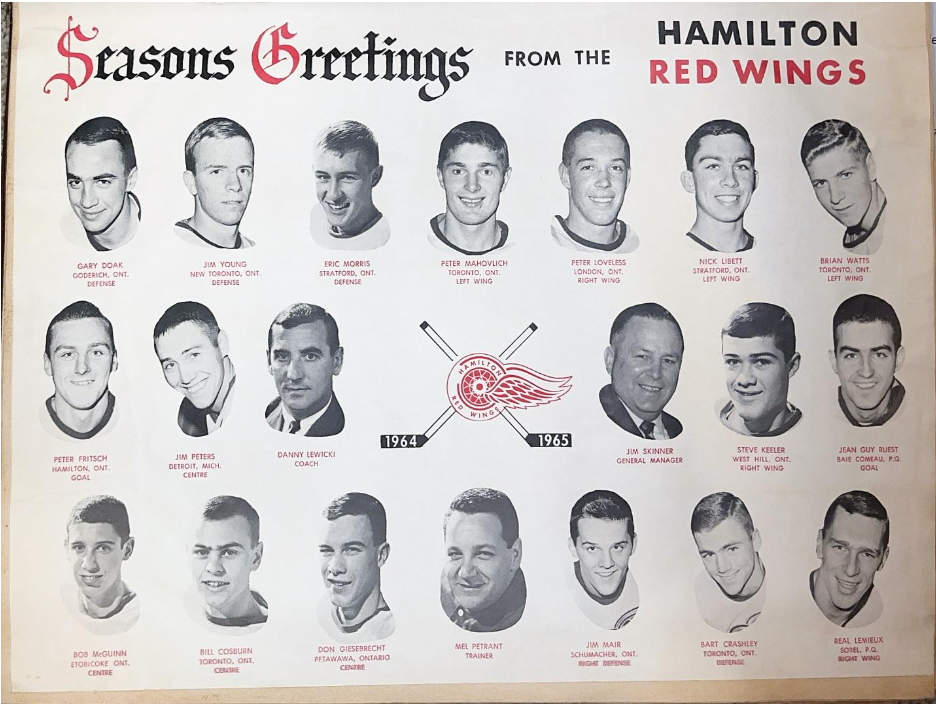 Seasons Greetings FROM THE HAMILTON RED WINGS
GARY DOAK
GODERICH, ONT.
DEFENSE
JIM YOUNG
NEW TORONTO, ONT.
DEFENSE
ERIC MORRIS
STRATFORD, ONT.
DEFENSE
PETER MAHOVLICH
TORONTO, ONT.
LEFT WING
PETER LOVELESS
LONDON, ONT.
RIGHT WING
NICK LIBETT
STRATFORD, ONT.
LEFT WING
BRIAN WATTS
TORONTO, ONT.
LEFT WING
PETER FRITSCH
HAMILTON, ONT.
GOAL
JIM PETERS
DETROIT, MICH.
CENTRE
DANNY LEWICKI
COACH
HAMILTON
RED WINGS
1964
1965
JIM SKINNER
GENERAL MANAGER
STEVE KEELER
WEST HILL, ONT.
RIGHT WING
JEAN GUY RUEST
BAIE COMEAU, P.Q.
GOAL
BOB McGUINN
ETOBICOKE ONT.
CENTRE
BILL COSBURN
TORONTO, ONT.
CENTRE
DON GIESEBRECHT
PETAWAWA, ONTARIO
CENTRE
MEL PETRANT
TRAINER
JIM MAIR
SCHUMACHER, ONT.
RIGHT DEFENSE
BART CRASHLEY
TORONTO, ONT.
DEFENSE
REAL LEMIEUX
SOREL, P.Q.
RIGHT WING